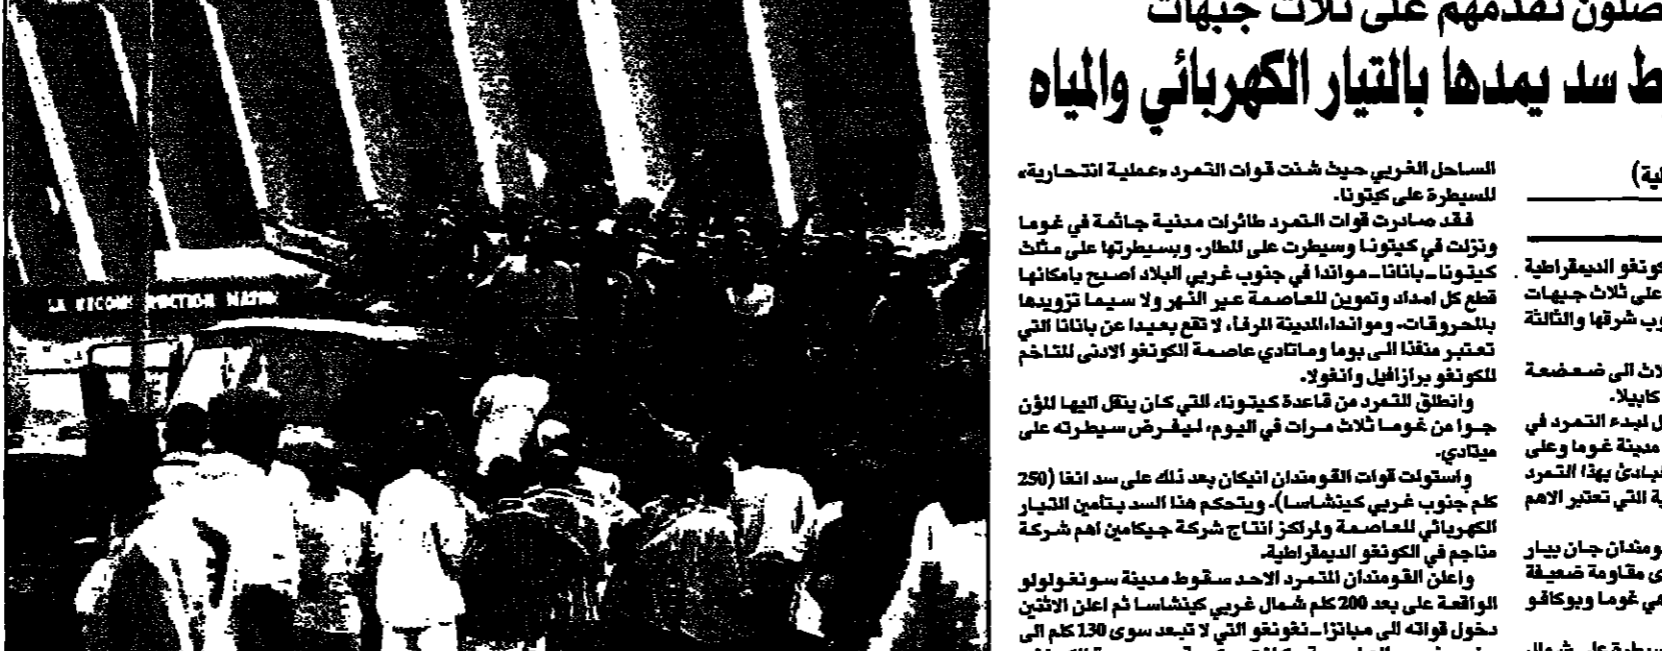 صلون تقدمهم على ثلاث جبهات
ط سد يمدها بالتيار الكهربائي والمياه
لية)
كونغو الديمقراطية
على ثلاث جبهات
وب شرقها والثالثة
لاث الى ضعضعة
كابيلا.
ل لبدء التمرد في
مدينة غوما وعلى
بادئ بهذا التمرد
ية التي تعتبر الاهم
ومندان جان بيار
ى مقاومة ضعيفة
في غوما وبوكافو
الساحل الغربي حيث شنت قوات التمرد «عملية انتحارية»
للسيطرة على كيتونا.
فقد صادرت قوات التمرد طائرات مدنية جاثمة في غوما
ونزلت في كيتونا وسيطرت على المطار. وبسيطرتها على مثلث
كيتونا ـ بانانا ـ مواندا في جنوب غربي البلاد اصبح بامكانها
قطع كل امداد وتموين للعاصمة عبر النهر ولا سيما تزويدها
بالمحروقات. ومواندا، المدينة المرفأ، لا تقع بعيدا عن بانانا التي
تعتبر منفذا الى بوما وماتادي عاصمة الكونغو الادنى المتاخم
للكونغو برازافيل وانغولا.
وانطلق التمرد من قاعدة كيتونا، التي كان ينقل اليها المؤن
جوا من غوما ثلاث مرات في اليوم، ليفرض سيطرته على
ميتادي.
واستولت قوات القومندان انيكان بعد ذلك على سد انغا (250
كلم جنوب غربي كينشاسا). ويتحكم هذا السد بتأمين التيار
الكهربائي للعاصمة ولمراكز انتاج شركة جيكامين اهم شركة
مناجم في الكونغو الديمقراطية.
واعلن القومندان المتمرد الاحد سقوط مدينة سونغولولو
الواقعة على بعد 200 كلم شمال غربي كينشاسا ثم اعلن الاثنين
دخول قواته الى مبانزا ـ نغونغو التي لا تبعد سوى 130 كلم الى